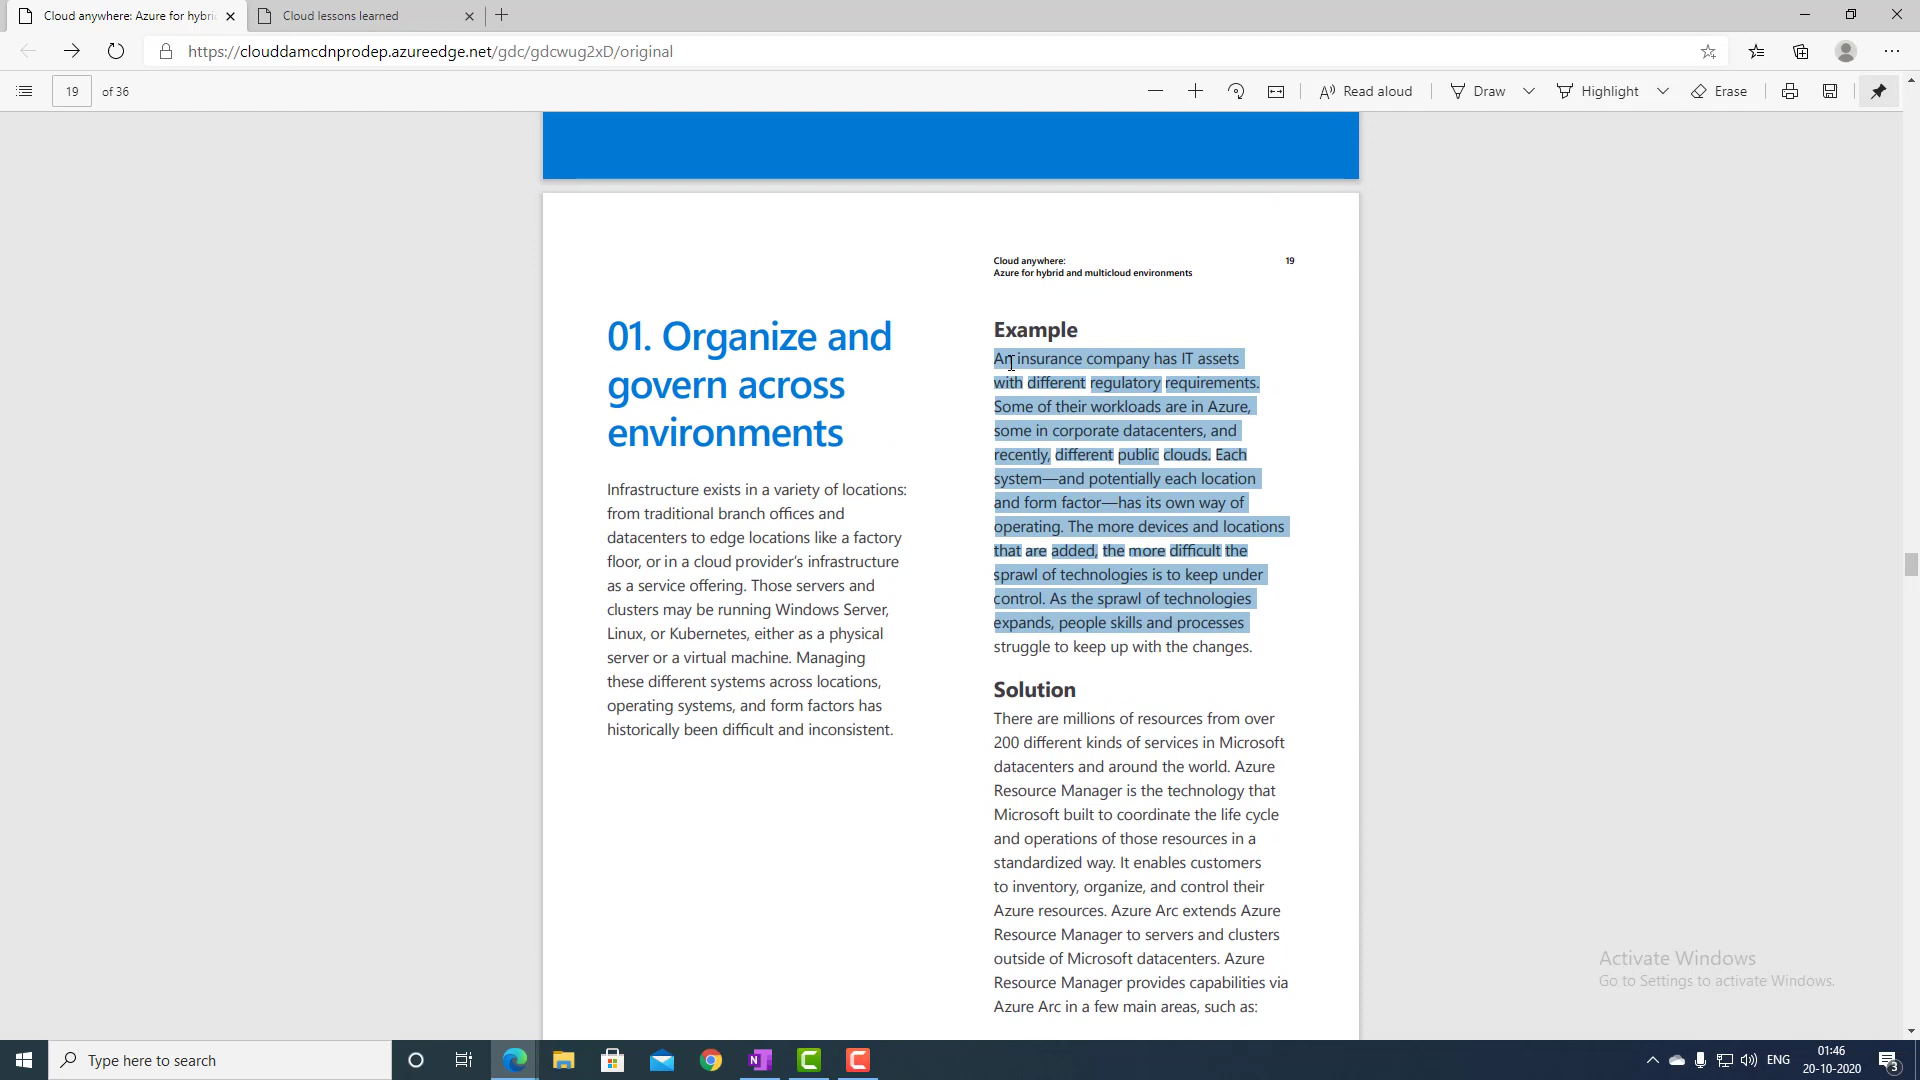 Cloud anywhere: Azure for hybri
Cloud lessons learned
https://clouddamcdnprodep.azureedge.net/gdc/gdcwug2xD/original
19 of 36
Read aloud
Draw
Highlight
Erase
Cloud anywhere:
Azure for hybrid and multicloud environments
19
01. Organize and
govern across
environments
Infrastructure exists in a variety of locations:
from traditional branch offices and
datacenters to edge locations like a factory
floor, or in a cloud provider's infrastructure
as a service offering. Those servers and
clusters may be running Windows Server,
Linux, or Kubernetes, either as a physical
server or a virtual machine. Managing
these different systems across locations,
operating systems, and form factors has
historically been difficult and inconsistent.
Example
An insurance company has IT assets
with different regulatory requirements.
Some of their workloads are in Azure,
some in corporate datacenters, and
recently, different public clouds. Each
system—and potentially each location
and form factor—has its own way of
operating. The more devices and locations
that are added, the more difficult the
sprawl of technologies is to keep under
control. As the sprawl of technologies
expands, people skills and processes
struggle to keep up with the changes.
Solution
There are millions of resources from over
200 different kinds of services in Microsoft
datacenters and around the world. Azure
Resource Manager is the technology that
Microsoft built to coordinate the life cycle
and operations of those resources in a
standardized way. It enables customers
to inventory, organize, and control their
Azure resources. Azure Arc extends Azure
Resource Manager to servers and clusters
outside of Microsoft datacenters. Azure
Resource Manager provides capabilities via
Azure Arc in a few main areas, such as:
Activate Windows
Go to Settings to activate Windows.
Type here to search
N
C
C
ENG
01:46
20-10-2020
3